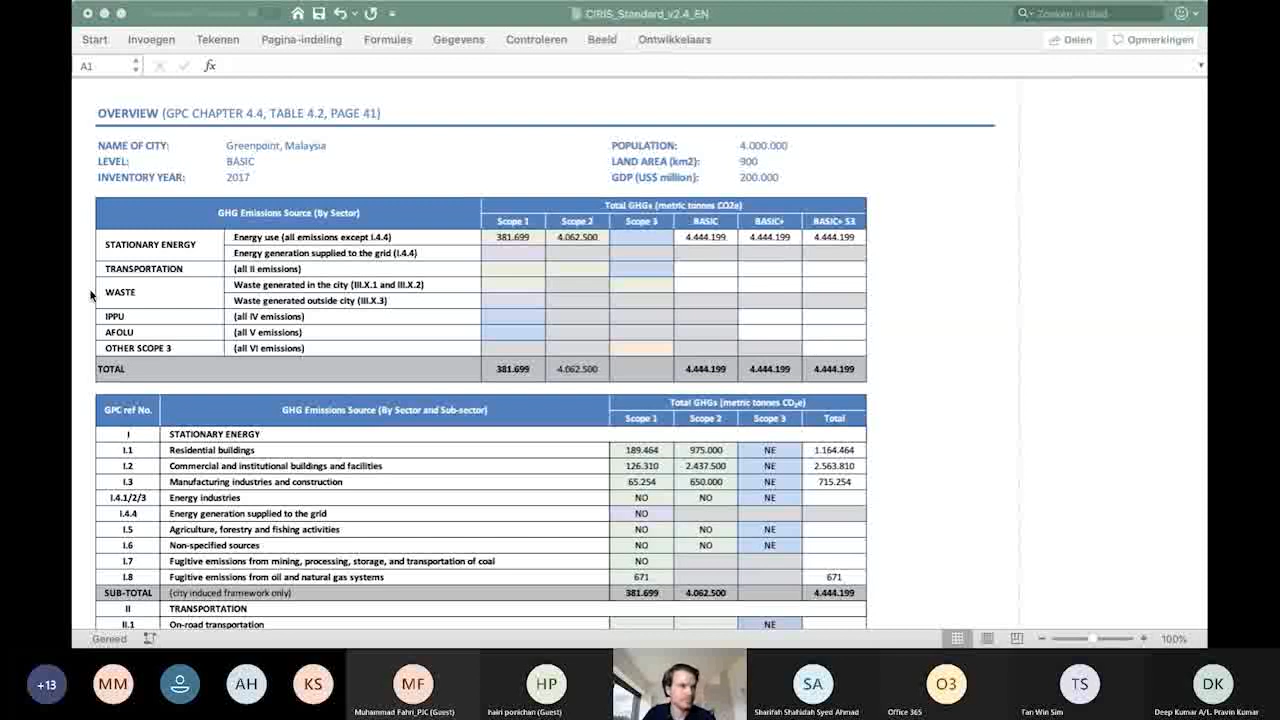 CIRIS_Standard_v2.4_EN
Zoeken in blad
Start Invoegen Tekenen Pagina-indeling Formules Gegevens Controleren Beeld Ontwikkelaars Delen Opmerkingen
A1 fx
OVERVIEW (GPC CHAPTER 4.4, TABLE 4.2, PAGE 41)
NAME OF CITY: Greenpoint, Malaysia POPULATION: 4.000.000
LEVEL: BASIC LAND AREA (km2): 900
INVENTORY YEAR: 2017 GDP (US$ million): 200.000
GHG Emissions Source (By Sector) Total GHGs (metric tonnes CO2e)
Scope 1 Scope 2 Scope 3 BASIC BASIC+ BASIC+ S3
STATIONARY ENERGY Energy use (all emissions except I.4.4) 381.699 4.062.500 4.444.199 4.444.199 4.444.199
Energy generation supplied to the grid (I.4.4)
TRANSPORTATION (all II emissions)
WASTE Waste generated in the city (III.X.1 and III.X.2)
Waste generated outside city (III.X.3)
IPPU (all IV emissions)
AFOLU (all V emissions)
OTHER SCOPE 3 (all VI emissions)
TOTAL 381.699 4.062.500 4.444.199 4.444.199 4.444.199
GPC ref No. GHG Emissions Source (By Sector and Sub-sector) Total GHGs (metric tonnes CO₂e)
Scope 1 Scope 2 Scope 3 Total
I STATIONARY ENERGY
I.1 Residential buildings 189.464 975.000 NE 1.164.464
I.2 Commercial and institutional buildings and facilities 126.310 2.437.500 NE 2.563.810
I.3 Manufacturing industries and construction 65.254 650.000 NE 715.254
I.4.1/2/3 Energy industries NO NO NE
I.4.4 Energy generation supplied to the grid NO
I.5 Agriculture, forestry and fishing activities NO NO NE
I.6 Non-specified sources NO NO NE
I.7 Fugitive emissions from mining, processing, storage, and transportation of coal NO
I.8 Fugitive emissions from oil and natural gas systems 671 671
SUB-TOTAL (city induced framework only) 381.699 4.062.500 4.444.199
II TRANSPORTATION
II.1 On-road transportation NE
Gereed 100%
+13 MM AH KS MF HP SA O3 TS DK
Muhammad Fahri_PJC (Guest) hairi ponichan (Guest) Sharifah Shahidah Syed Ahmad Office 365 Tan Win Sim Deep Kumar A/L. Pravin Kumar